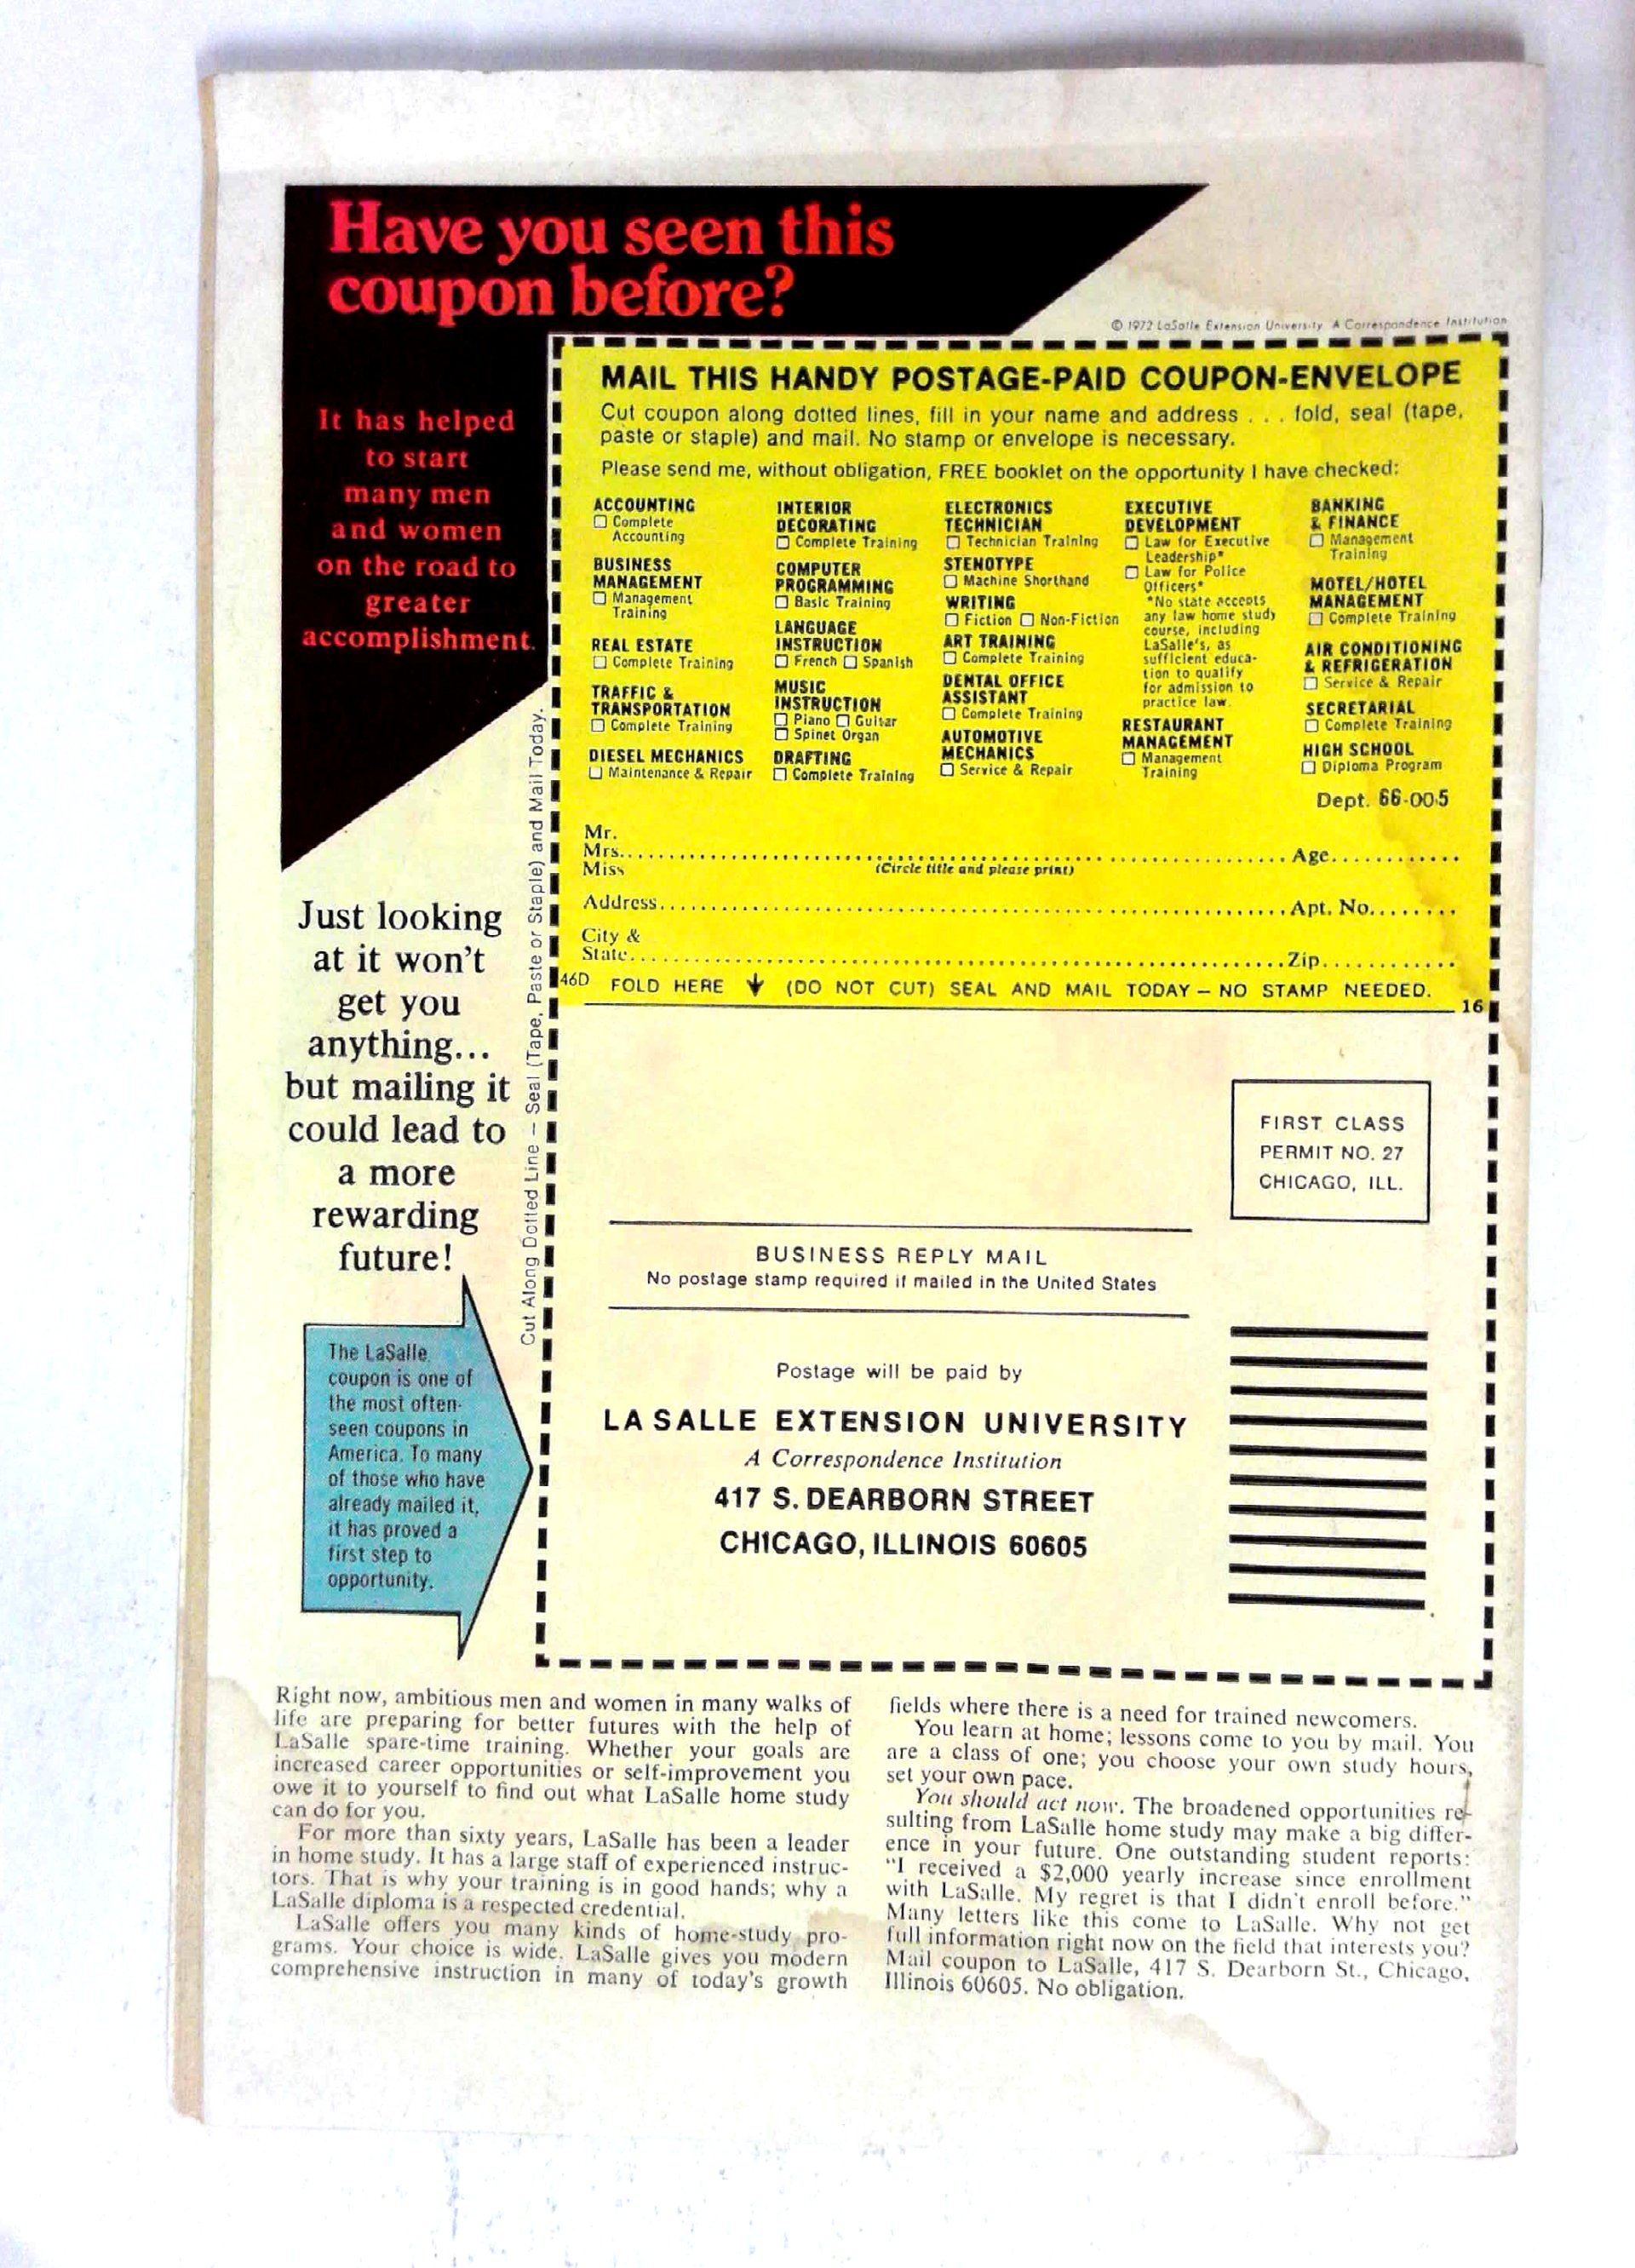 Have you seen this
coupon before?
© 1972 LaSalle Extension University A Correspondence Institution
It has helped
to start
many men
and women
on the road to
greater
accomplishment.
Just looking
at it won't
get you
anything...
but mailing it
could lead to
a more
rewarding
future!
The LaSalle
coupon is one of
the most often-
seen coupons in
America. To many
of those who have
already mailed it,
it has proved a
first step to
opportunity.
Cut Along Dotted Line – Seal (Tape, Paste or Staple) and Mail Today.
MAIL THIS HANDY POSTAGE-PAID COUPON-ENVELOPE
Cut coupon along dotted lines, fill in your name and address . . . fold, seal (tape,
paste or staple) and mail. No stamp or envelope is necessary.
Please send me, without obligation, FREE booklet on the opportunity I have checked:
ACCOUNTING
☐ Complete
Accounting
BUSINESS
MANAGEMENT
☐ Management
Training
REAL ESTATE
☐ Complete Training
TRAFFIC &
TRANSPORTATION
☐ Complete Training
DIESEL MECHANICS
☐ Maintenance & Repair
INTERIOR
DECORATING
☐ Complete Training
COMPUTER
PROGRAMMING
☐ Basic Training
LANGUAGE
INSTRUCTION
☐ French ☐ Spanish
MUSIC
INSTRUCTION
☐ Piano ☐ Guitar
☐ Spinet Organ
DRAFTING
☐ Complete Training
ELECTRONICS
TECHNICIAN
☐ Technician Training
STENOTYPE
☐ Machine Shorthand
WRITING
☐ Fiction ☐ Non-Fiction
ART TRAINING
☐ Complete Training
DENTAL OFFICE
ASSISTANT
☐ Complete Training
AUTOMOTIVE
MECHANICS
☐ Service & Repair
EXECUTIVE
DEVELOPMENT
☐ Law for Executive
Leadership*
☐ Law for Police
Officers*
*No state accepts
any law home study
course, including
LaSalle's, as
sufficient educa-
tion to qualify
for admission to
practice law.
RESTAURANT
MANAGEMENT
☐ Management
Training
BANKING
& FINANCE
☐ Management
Training
MOTEL/HOTEL
MANAGEMENT
☐ Complete Training
AIR CONDITIONING
& REFRIGERATION
☐ Service & Repair
SECRETARIAL
☐ Complete Training
HIGH SCHOOL
☐ Diploma Program
Dept. 66-005
Mr.
Mrs. Age
Miss (Circle title and please print)
Address Apt. No.
City &
State Zip
46D FOLD HERE (DO NOT CUT) SEAL AND MAIL TODAY – NO STAMP NEEDED.
16
FIRST CLASS
PERMIT NO. 27
CHICAGO, ILL.
BUSINESS REPLY MAIL
No postage stamp required if mailed in the United States
Postage will be paid by
LA SALLE EXTENSION UNIVERSITY
A Correspondence Institution
417 S. DEARBORN STREET
CHICAGO, ILLINOIS 60605
Right now, ambitious men and women in many walks of
life are preparing for better futures with the help of
LaSalle spare-time training. Whether your goals are
increased career opportunities or self-improvement you
owe it to yourself to find out what LaSalle home study
can do for you.
For more than sixty years, LaSalle has been a leader
in home study. It has a large staff of experienced instruc-
tors. That is why your training is in good hands; why a
LaSalle diploma is a respected credential.
LaSalle offers you many kinds of home-study pro-
grams. Your choice is wide. LaSalle gives you modern
comprehensive instruction in many of today's growth
fields where there is a need for trained newcomers.
You learn at home; lessons come to you by mail. You
are a class of one; you choose your own study hours,
set your own pace.
You should act now. The broadened opportunities re-
sulting from LaSalle home study may make a big differ-
ence in your future. One outstanding student reports:
"I received a $2,000 yearly increase since enrollment
with LaSalle. My regret is that I didn't enroll before."
Many letters like this come to LaSalle. Why not get
full information right now on the field that interests you?
Mail coupon to LaSalle, 417 S. Dearborn St., Chicago,
Illinois 60605. No obligation.